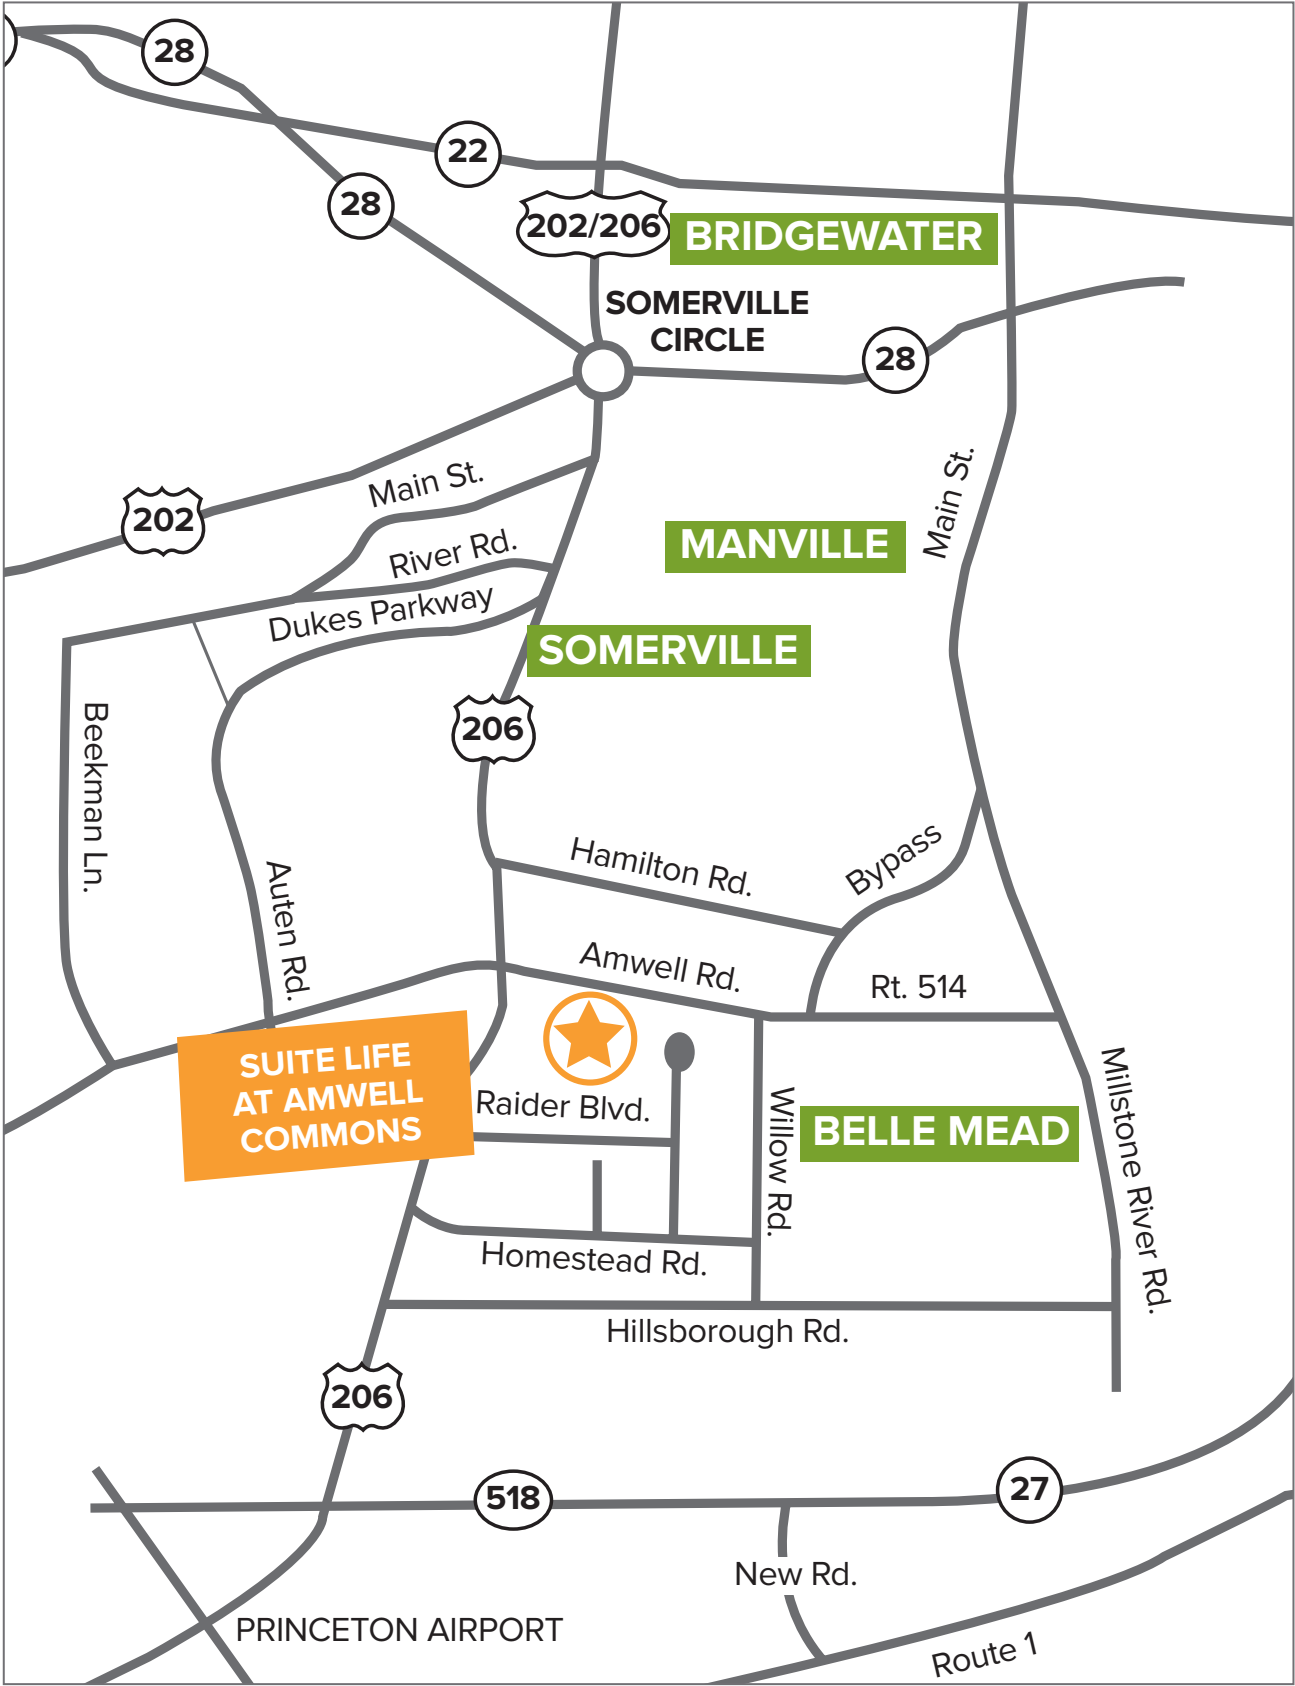 28
22
28
202/206
BRIDGEWATER
SOMERVILLE
CIRCLE
28
Main St.
Main St.
202
MANVILLE
River Rd.
Dukes Parkway
SOMERVILLE
206
Beekman Ln.
Hamilton Rd.
Bypass
Auten Rd.
Amwell Rd.
Rt. 514
SUITE LIFE
AT AMWELL
COMMONS
Raider Blvd.
Willow Rd.
BELLE MEAD
Millstone River Rd.
Homestead Rd.
Hillsborough Rd.
206
518
27
New Rd.
PRINCETON AIRPORT
Route 1